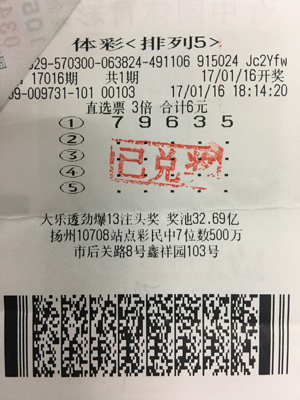 体彩<排列5>
029-570300-063824-491106 915024 Jc2Yfw
17016期 共1期 17/01/16开奖
09-009731-101 00103 17/01/16 18:14:20
直选票 3倍 合计6元
① 7 9 6 3 5
② * * * * *
③ * * * * *
④ * * * * *
⑤ * * * * *
已兑奖
大乐透劲爆13注头奖 奖池32.69亿
扬州10708站点彩民中7位数500万
市后关路8号鑫祥园103号